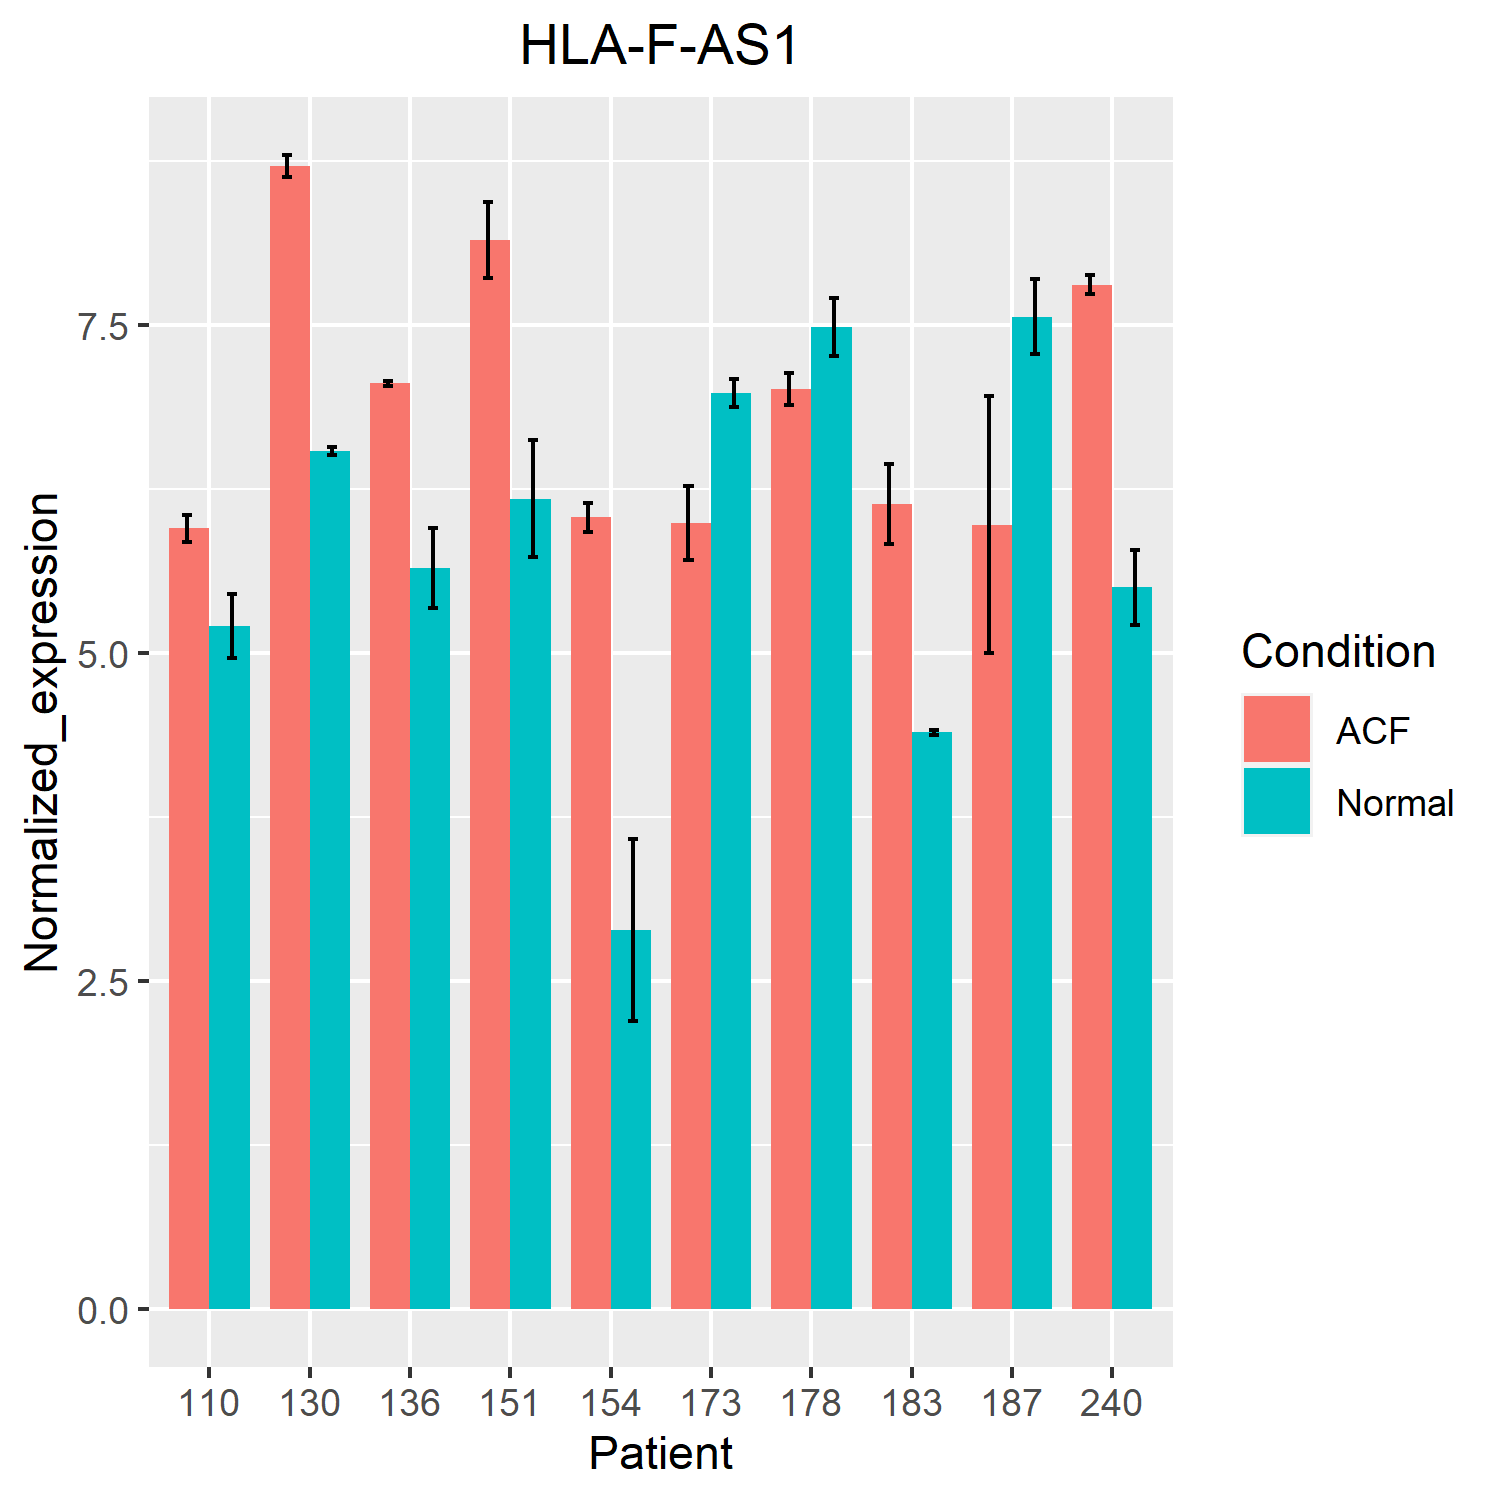 HLA-F-AS1
Normalized_expression
7.5
5.0
2.5
0.0
110 130 136 151 154 173 178 183 187 240
Patient
Condition
ACF
Normal